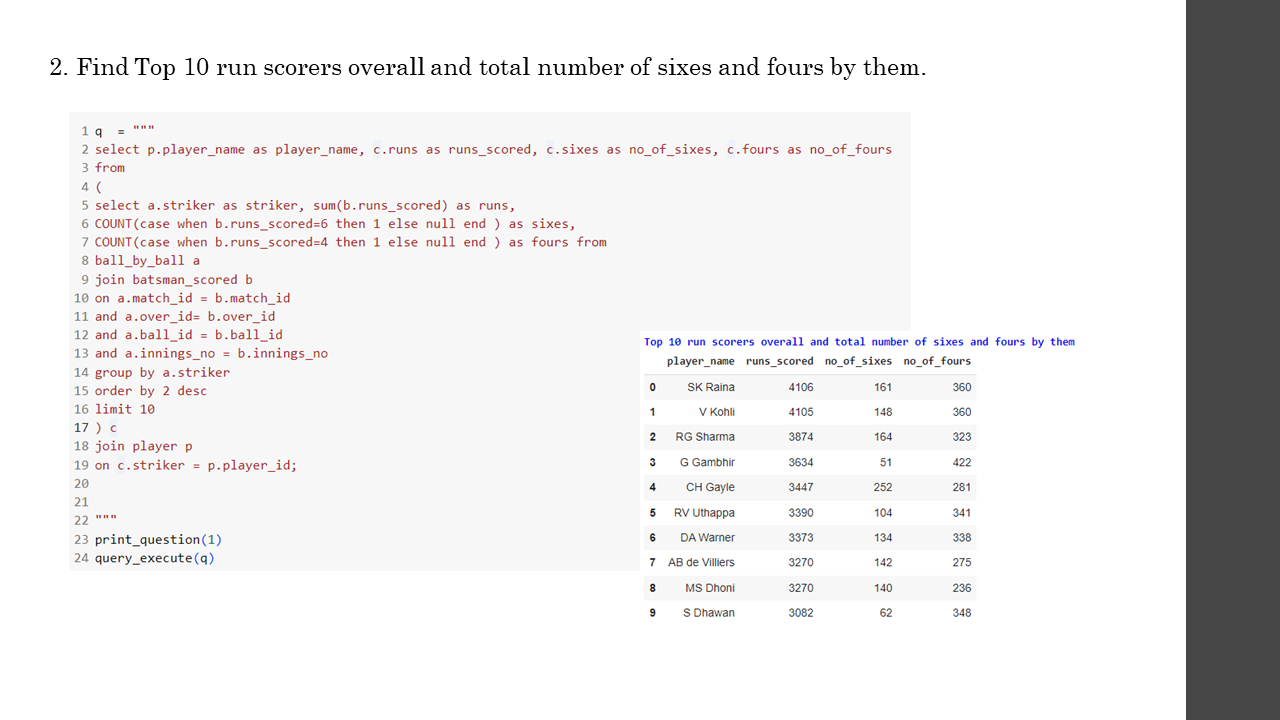 2. Find Top 10 run scorers overall and total number of sixes and fours by them.
1 q  = """
2 select p.player_name as player_name, c.runs as runs_scored, c.sixes as no_of_sixes, c.fours as no_of_fours
3 from
4 (
5 select a.striker as striker, sum(b.runs_scored) as runs,
6 COUNT(case when b.runs_scored=6 then 1 else null end ) as sixes,
7 COUNT(case when b.runs_scored=4 then 1 else null end ) as fours from
8 ball_by_ball a
9 join batsman_scored b
10 on a.match_id = b.match_id
11 and a.over_id= b.over_id
12 and a.ball_id = b.ball_id
13 and a.innings_no = b.innings_no
14 group by a.striker
15 order by 2 desc
16 limit 10
17 ) c
18 join player p
19 on c.striker = p.player_id;
20
21
22 """
23 print_question(1)
24 query_execute(q)
Top 10 run scorers overall and total number of sixes and fours by them
player_name runs_scored no_of_sixes no_of_fours
0 SK Raina 4106 161 360
1 V Kohli 4105 148 360
2 RG Sharma 3874 164 323
3 G Gambhir 3634 51 422
4 CH Gayle 3447 252 281
5 RV Uthappa 3390 104 341
6 DA Warner 3373 134 338
7 AB de Villiers 3270 142 275
8 MS Dhoni 3270 140 236
9 S Dhawan 3082 62 348